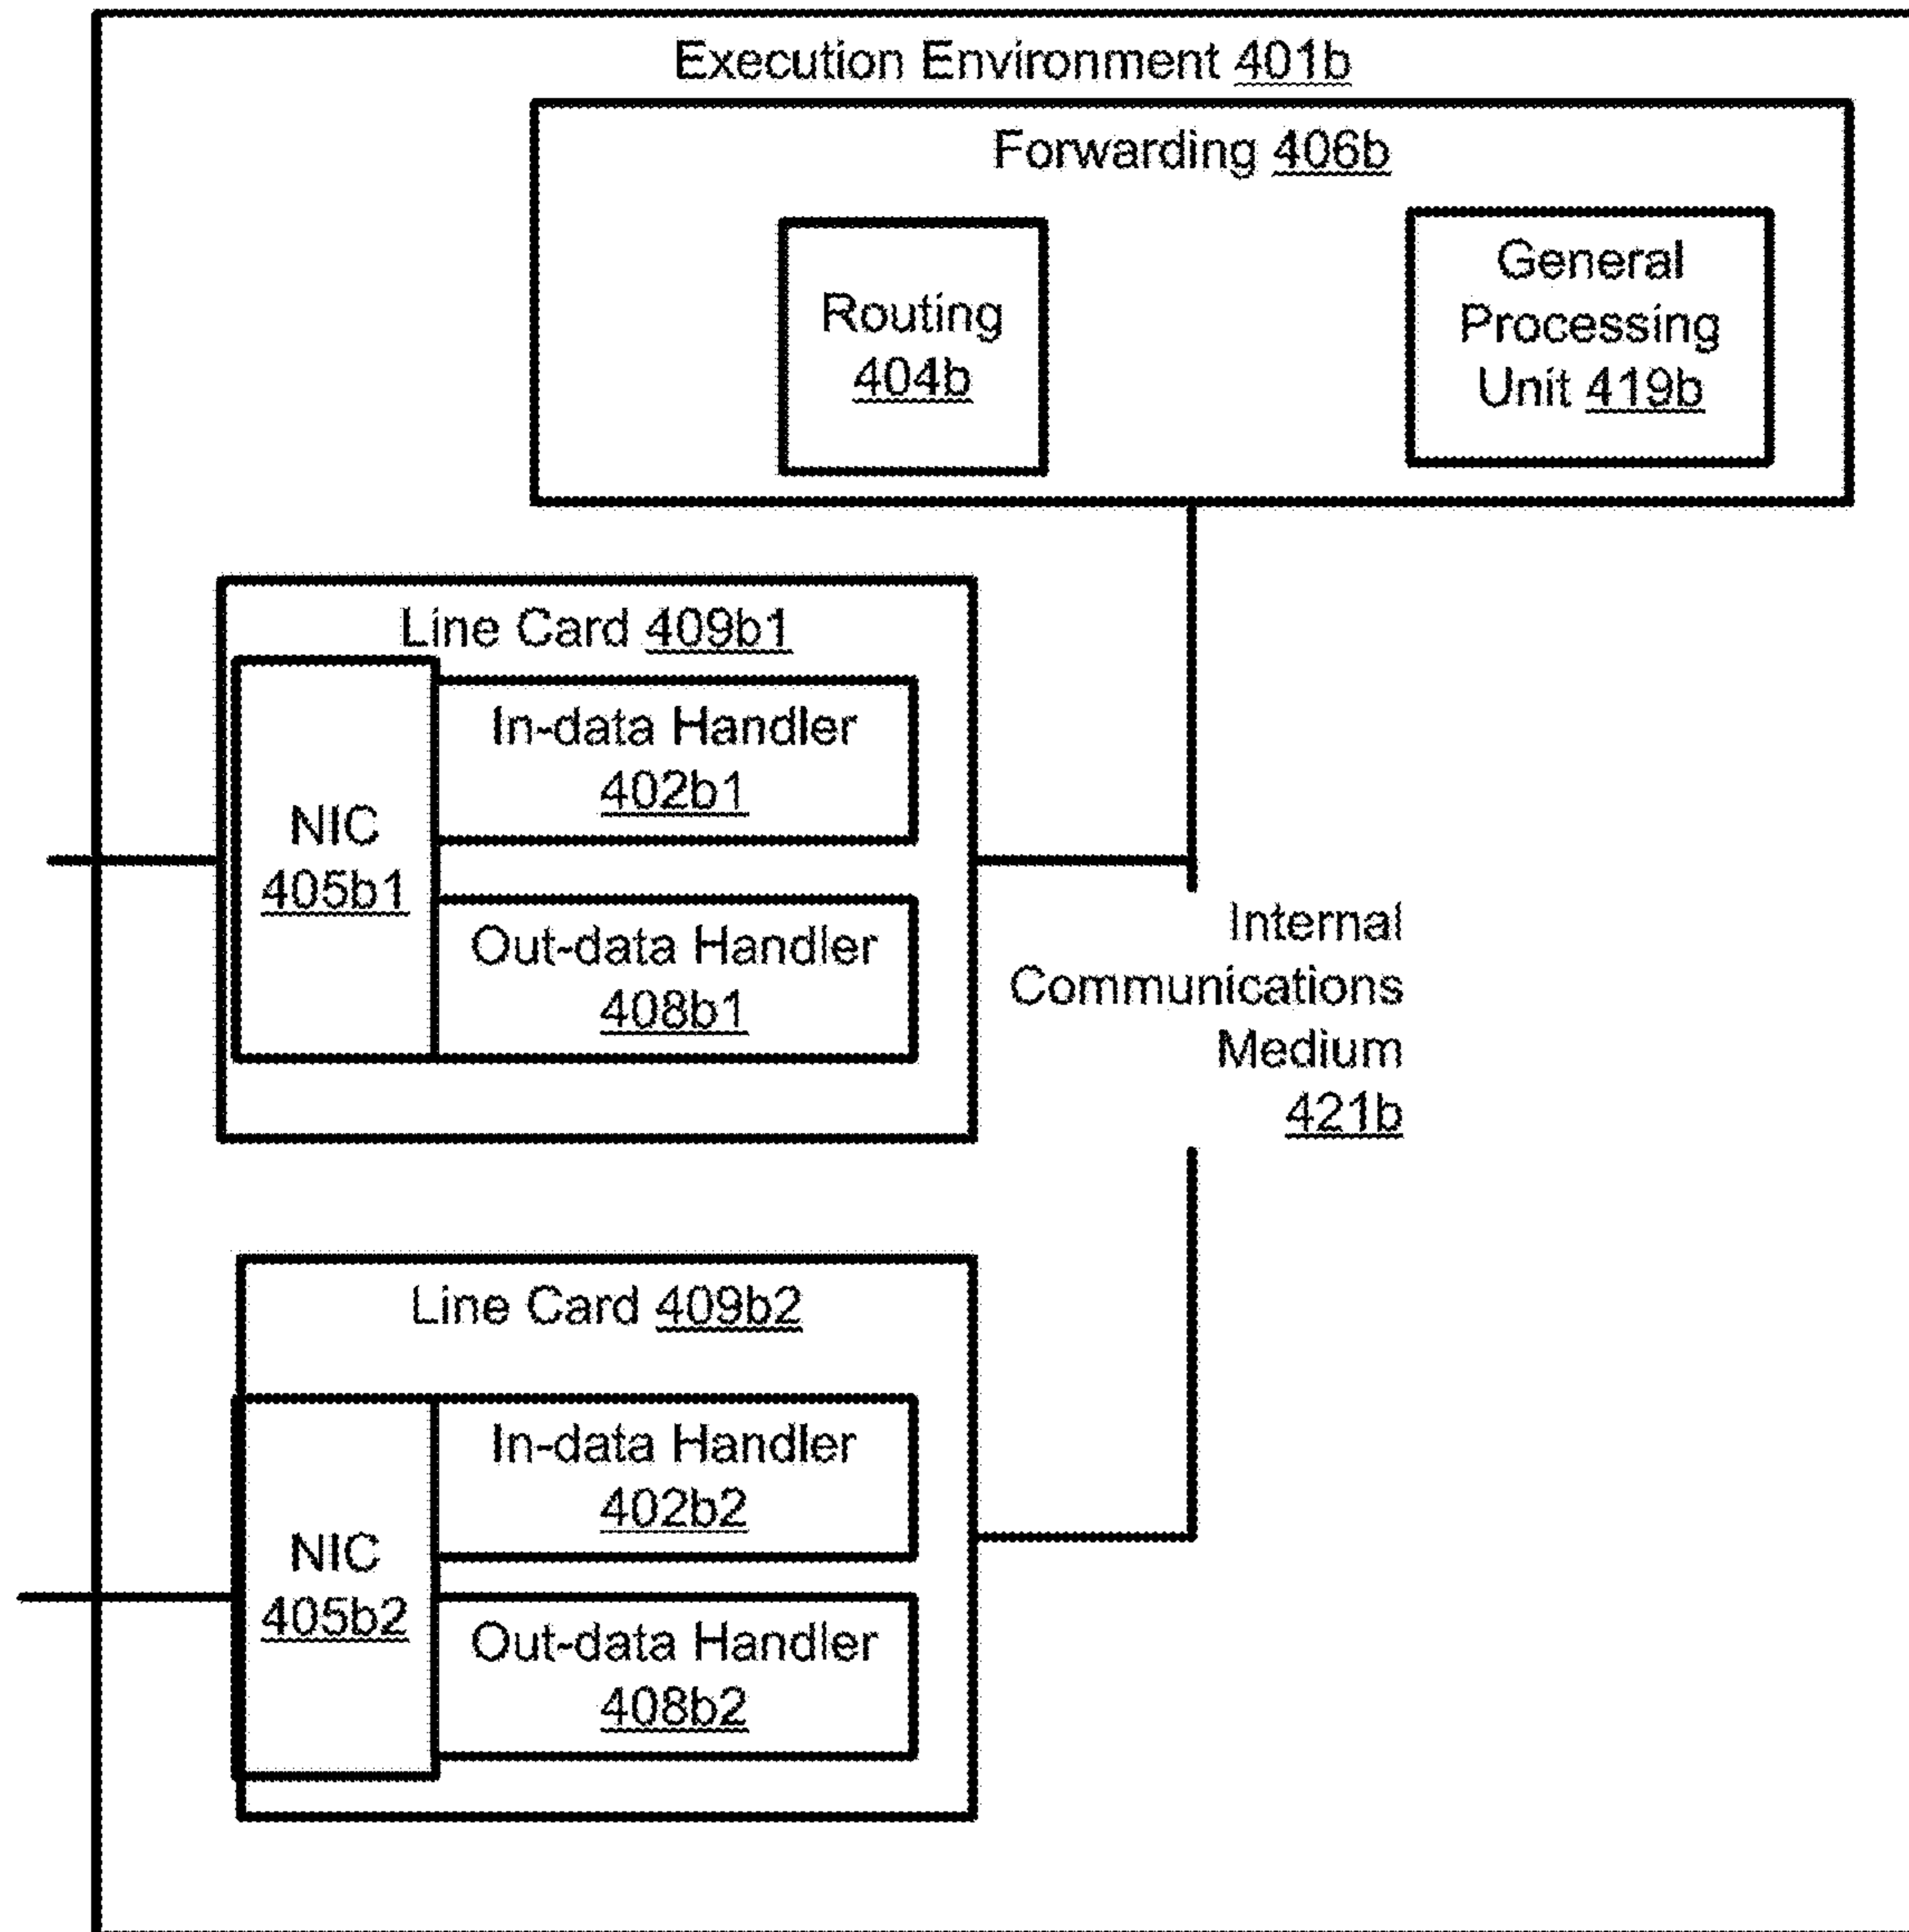 Execution Environment 401b
Forwarding 406b
Routing
404b
General
Processing
Unit 419b
Line Card 409b1
In-data Handler
402b1
NIC
405b1
Out-data Handler
408b1
Internal
Communications
Medium
421b
Line Card 409b2
In-data Handler
402b2
NIC
405b2
Out-data Handler
408b2